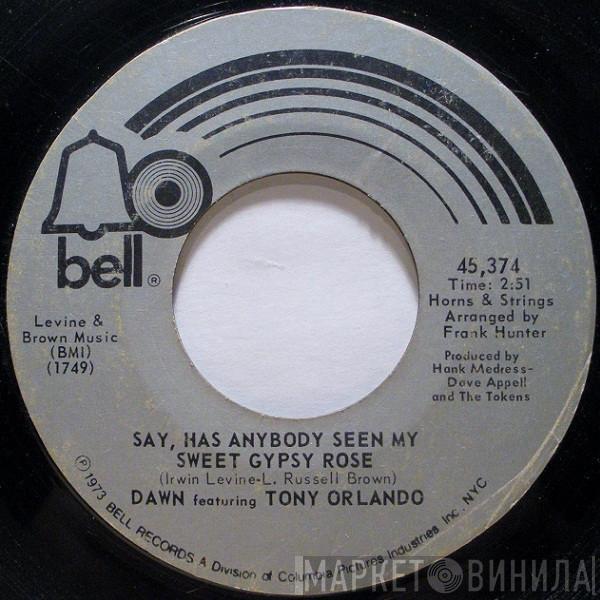 bell®
Levine &
Brown Music
(BMI)
(1749)
45,374
Time: 2:51
Horns & Strings
Arranged by
Frank Hunter
Produced by
Hank Medress-
Dave Appell
and The Tokens
SAY, HAS ANYBODY SEEN MY
SWEET GYPSY ROSE
(Irwin Levine-L. Russell Brown)
DAWN featuring TONY ORLANDO
Ⓟ1973 BELL RECORDS A Division of Columbia Pictures Industries Inc., NYC
МАРКЕТ ВИНИЛА